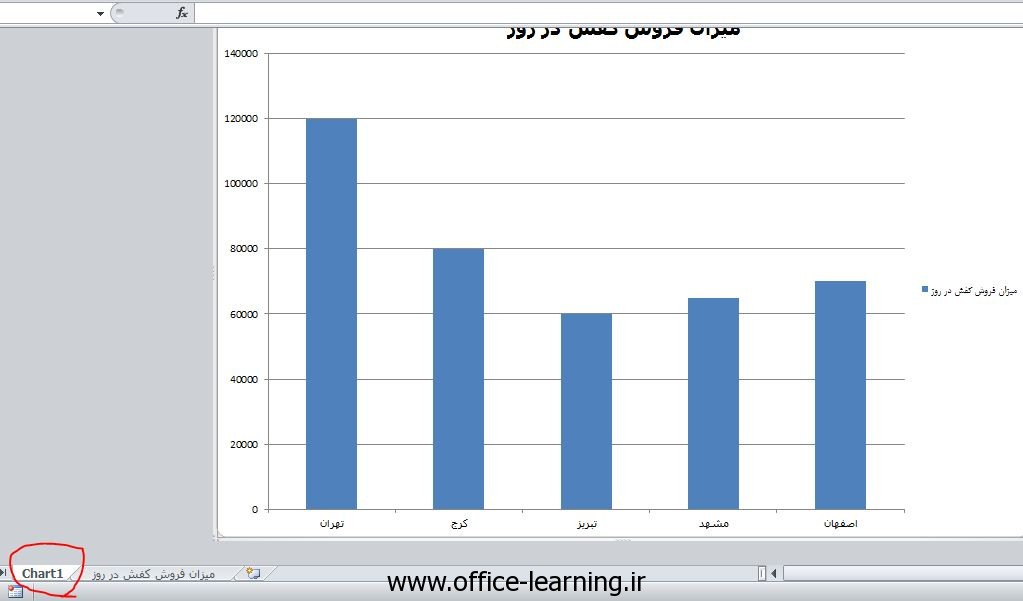 fx
میزان فروش کفش در روز
140000
120000
100000
80000
60000
40000
20000
0
تهران
کرج
تبریز
مشهد
اصفهان
میزان فروش کفش در روز
Chart1
میزان فروش کفش در روز
www.office-learning.ir